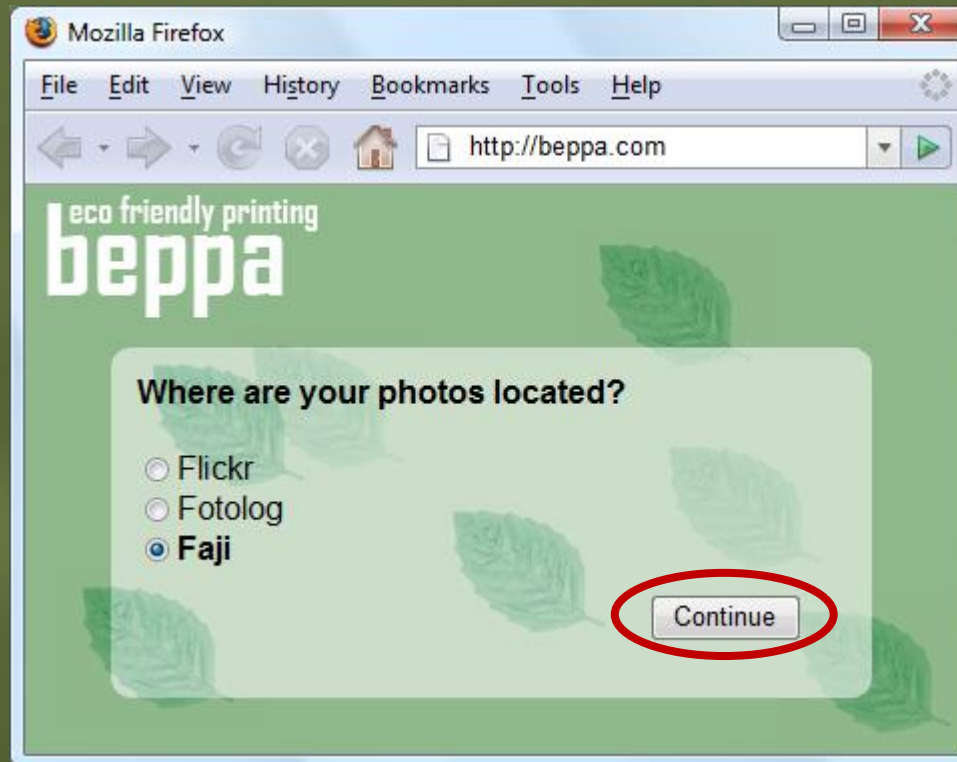 Mozilla Firefox
File Edit View History Bookmarks Tools Help
http://beppa.com
eco friendly printing
beppa
Where are your photos located?
Flickr
Fotolog
Faji
Continue